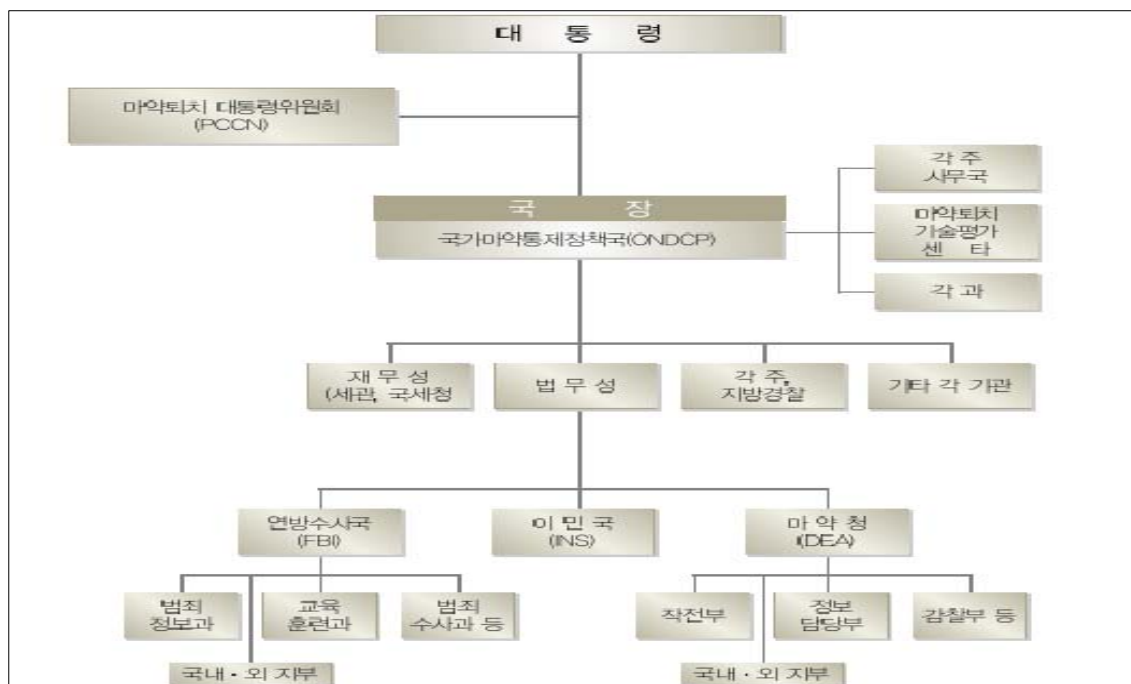 대 통 령
마약퇴치 대통령위원회
(PCCN)
각 주
사무국
국 장
국가마약통제정책국(ONDCP)
마약퇴치
기술평가
센 타
각 과
재 무 성
(세관, 국세청
법 무 성
각 주,
지방경찰
기타 각 기관
연방수사국
(FBI)
이 민 국
(INS)
마 약 청
(DEA)
범죄
정보과
교육
훈련과
범죄
수사과 등
작전부
정보
담당부
감찰부 등
국내·외 지부
국내·외 지부